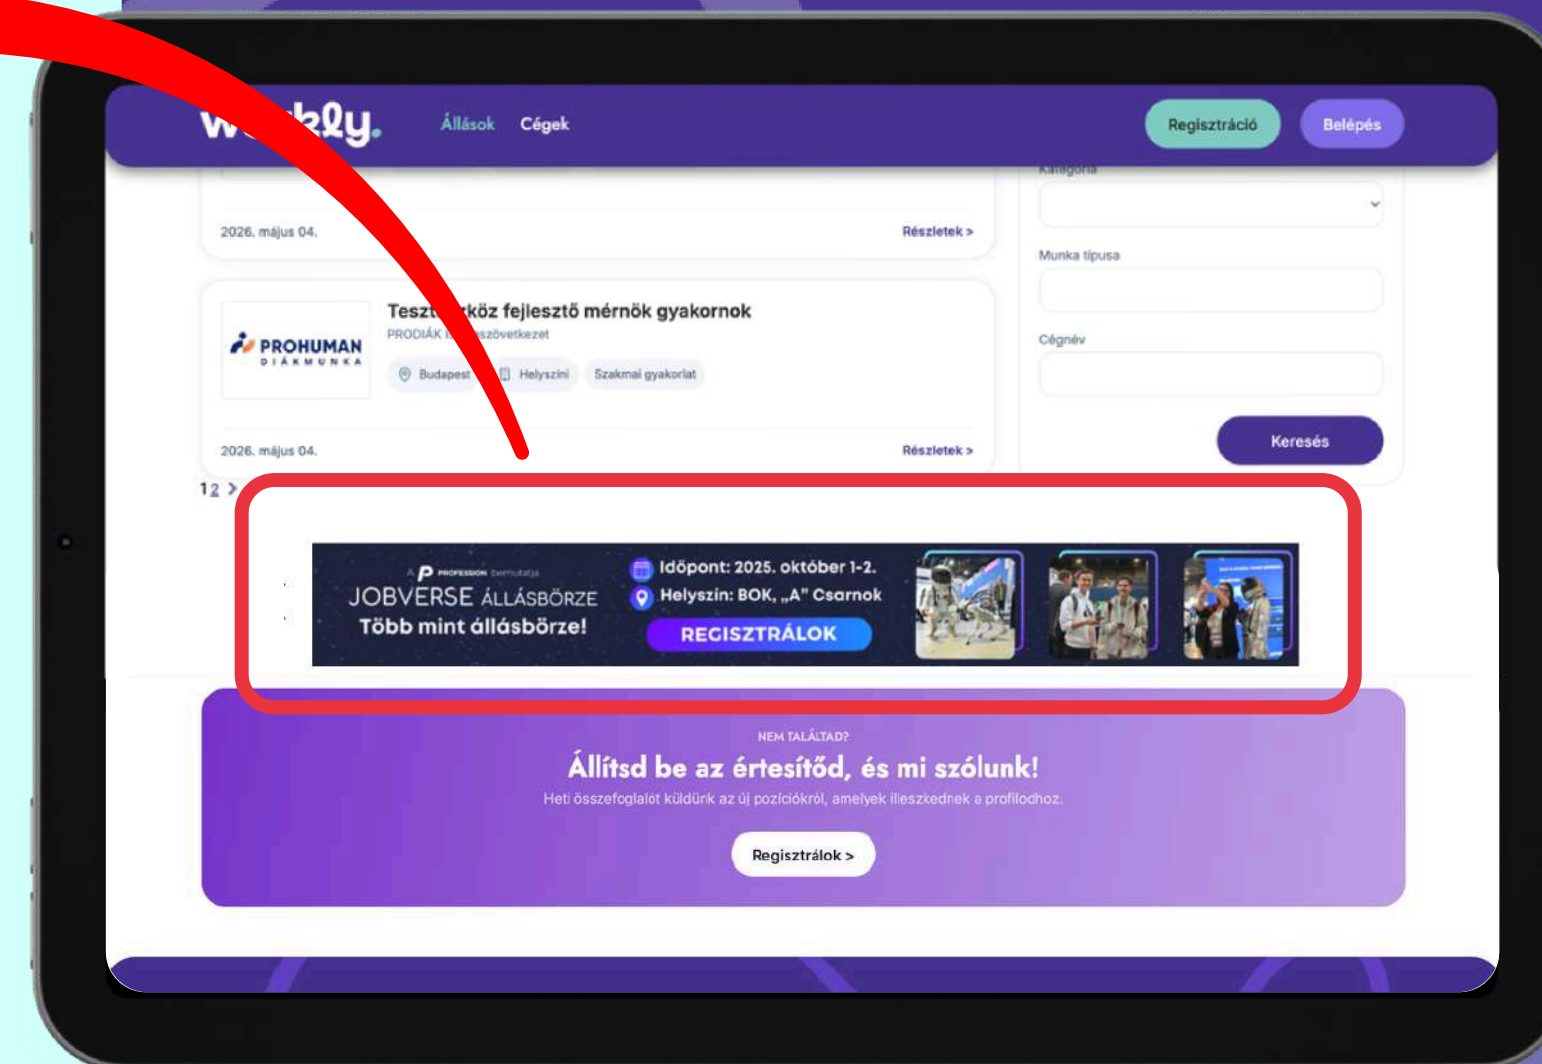 Állások Cégek
Regisztráció
Belépés
Kategória
2026. május 04.
Részletek >
Munka típusa
fejlesztő mérnök gyakornok
PRODIÁK
PROHUMAN
DIÁKMUNKA
Budapest
Helyszíni
Szakmai gyakorlat
Cégnév
Keresés
2026. május 04.
Részletek >
1 2 >
A PROFESSION bemutatja
JOBVERSE ÁLLÁSBÖRZE
Több mint állásbörze!
Időpont: 2025. október 1-2.
Helyszín: BOK, „A” Csarnok
REGISZTRÁLOK
NEM TALÁLTAD?
Állítsd be az értesítőd, és mi szólunk!
Heti összefoglalót küldünk az új pozíciókról, amelyek illeszkednek a profilodhoz.
Regisztrálok >